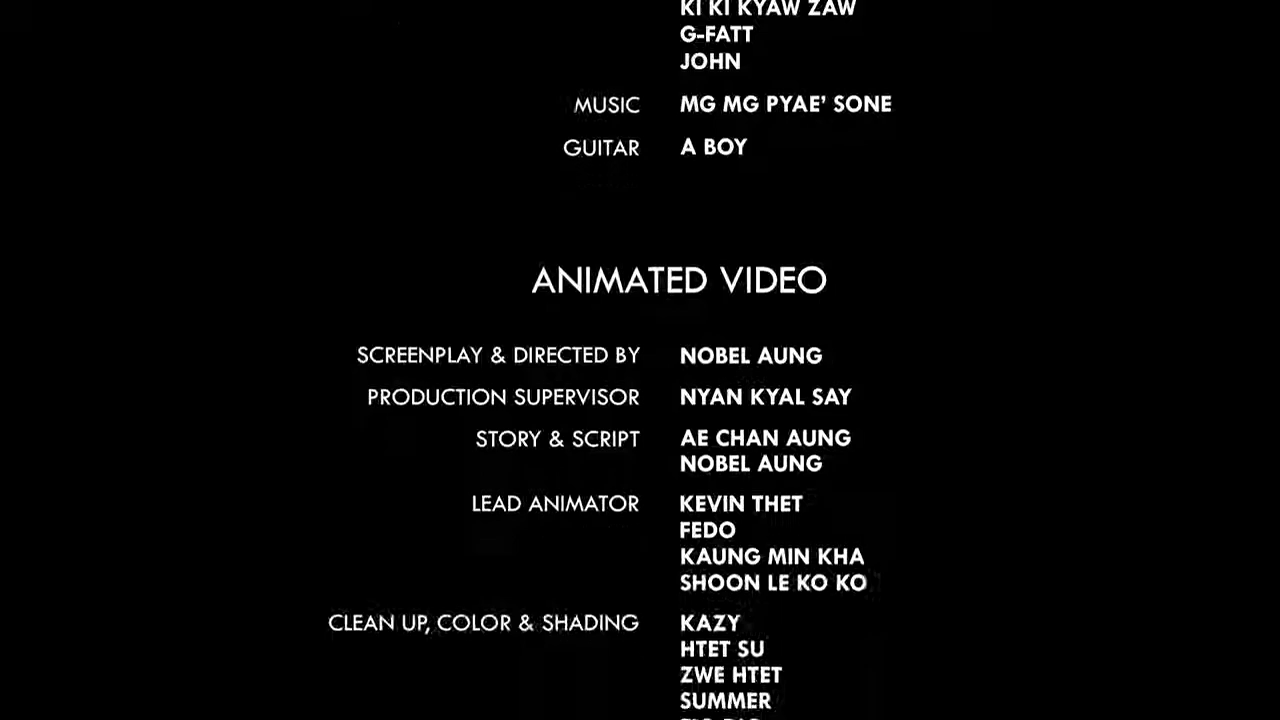 KI KI KYAW ZAW
G-FATT
JOHN
MUSIC MG MG PYAE' SONE
GUITAR A BOY
ANIMATED VIDEO
SCREENPLAY & DIRECTED BY NOBEL AUNG
PRODUCTION SUPERVISOR NYAN KYAL SAY
STORY & SCRIPT AE CHAN AUNG
NOBEL AUNG
LEAD ANIMATOR KEVIN THET
FEDO
KAUNG MIN KHA
SHOON LE KO KO
CLEAN UP, COLOR & SHADING KAZY
HTET SU
ZWE HTET
SUMMER